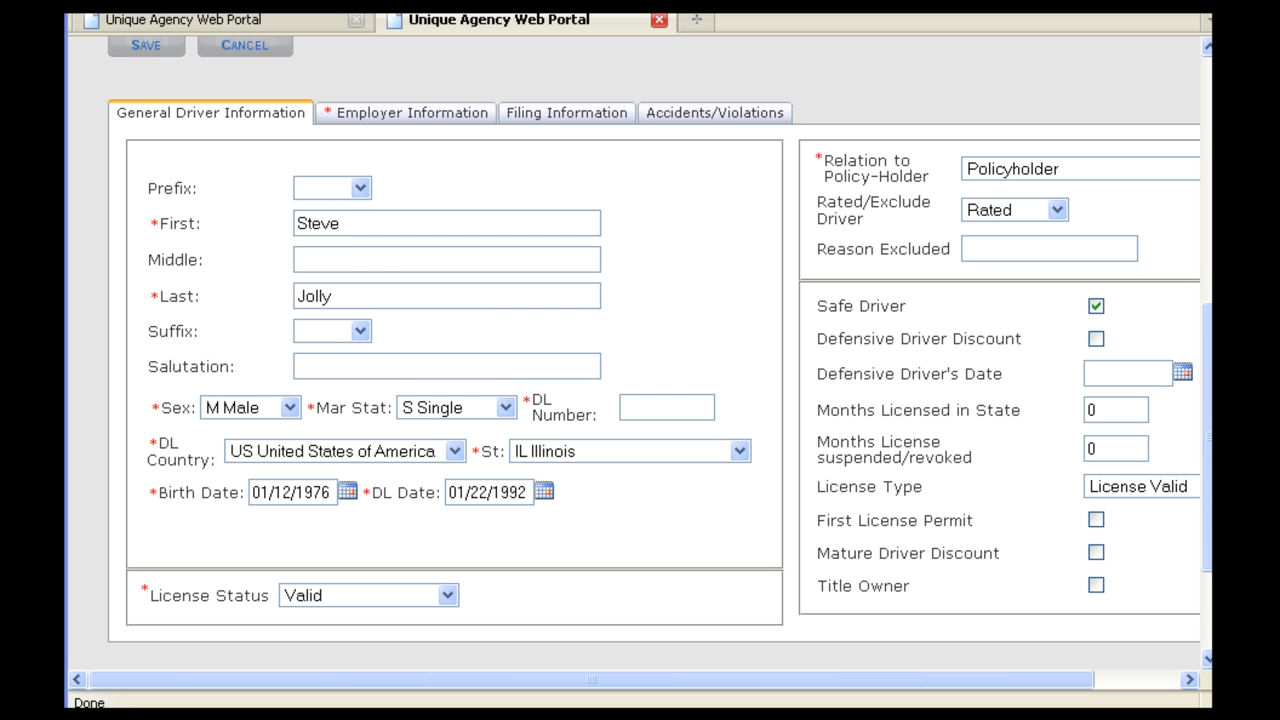 Unique Agency Web Portal
Unique Agency Web Portal
SAVE
CANCEL
General Driver Information
* Employer Information
Filing Information
Accidents/Violations
Prefix:
*First: Steve
Middle:
*Last: Jolly
Suffix:
Salutation:
*Sex: M Male *Mar Stat: S Single *DL Number:
*DL Country: US United States of America *St: IL Illinois
*Birth Date: 01/12/1976 *DL Date: 01/22/1992
*License Status Valid
*Relation to
Policy-Holder Policyholder
Rated/Exclude
Driver Rated
Reason Excluded
Safe Driver
Defensive Driver Discount
Defensive Driver's Date
Months Licensed in State 0
Months License
suspended/revoked 0
License Type License Valid
First License Permit
Mature Driver Discount
Title Owner
Done